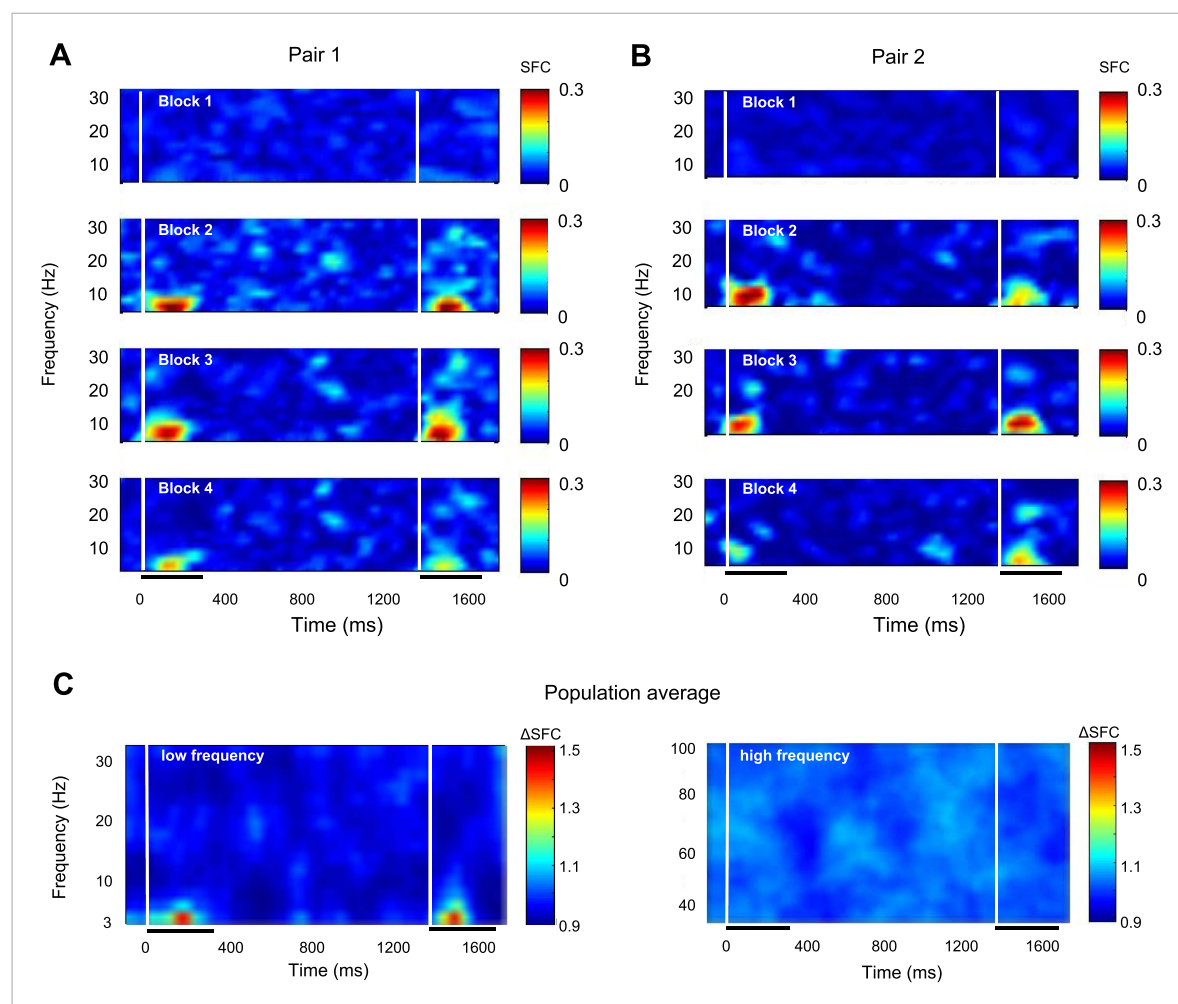 A
Pair 1
SFC
B
Pair 2
SFC
Block 1
30
20
10
0.3
0
Block 1
30
20
10
0.3
0
Block 2
30
20
10
0.3
0
Block 2
30
20
10
0.3
0
Frequency (Hz)
Frequency (Hz)
Block 3
30
20
10
0.3
0
Block 3
30
20
10
0.3
0
Block 4
30
20
10
0.3
0
Block 4
30
20
10
0.3
0
0 400 800 1200 1600
Time (ms)
0 400 800 1200 1600
Time (ms)
C
Population average
ΔSFC
low frequency
Frequency (Hz)
30
20
10
3
1.5
1.3
1.1
0.9
0 400 800 1200 1600
Time (ms)
ΔSFC
high frequency
100
80
60
40
1.5
1.3
1.1
0.9
0 400 800 1200 1600
Time (ms)